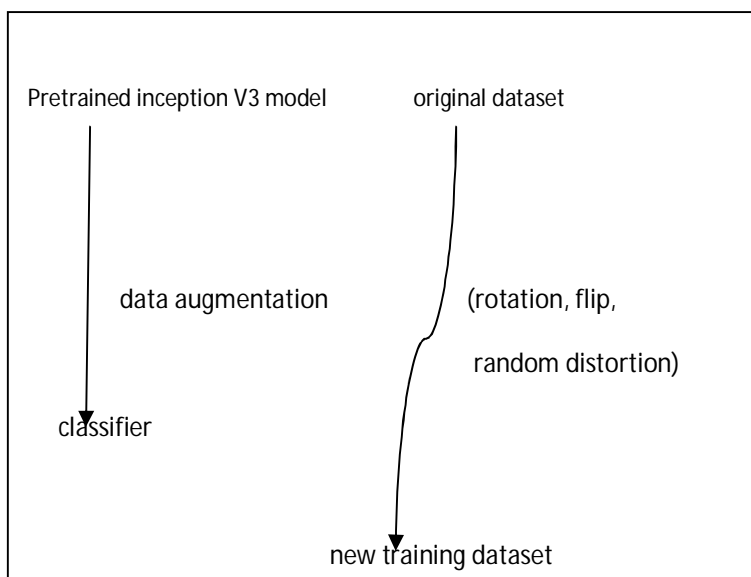 Pretrained inception V3 model
original dataset
data augmentation
(rotation, flip,
random distortion)
classifier
new training dataset